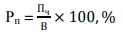 Рп = Пч/В × 100, %